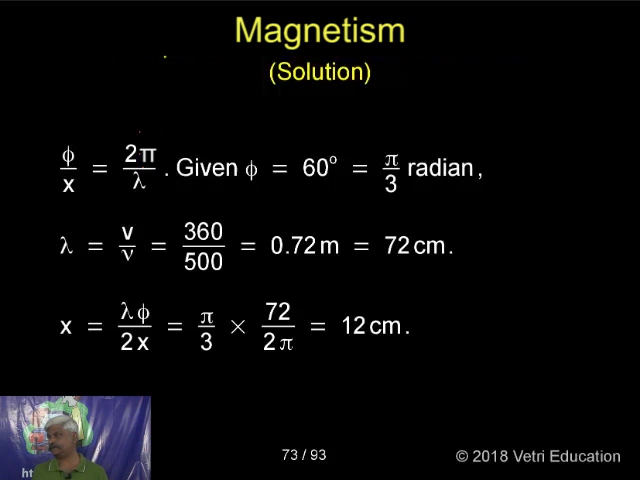 Magnetism
(Solution)
ϕ/x = 2π/λ . Given ϕ = 60° = π/3 radian,
λ = v/ν = 360/500 = 0.72 m = 72 cm.
x = λϕ/2x = π/3 × 72/2π = 12 cm.
ht
73 / 93
© 2018 Vetri Education